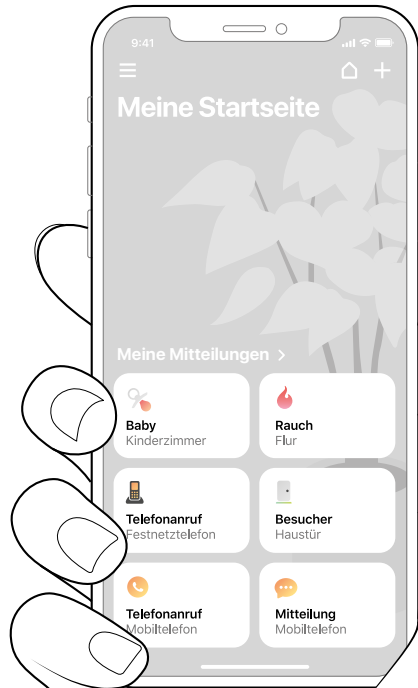 9:41
Meine Startseite
Meine Mitteilungen >
Baby
Kinderzimmer
Rauch
Flur
Telefonanruf
Festnetztelefon
Besucher
Haustür
Telefonanruf
Mobiltelefon
Mitteilung
Mobiltelefon